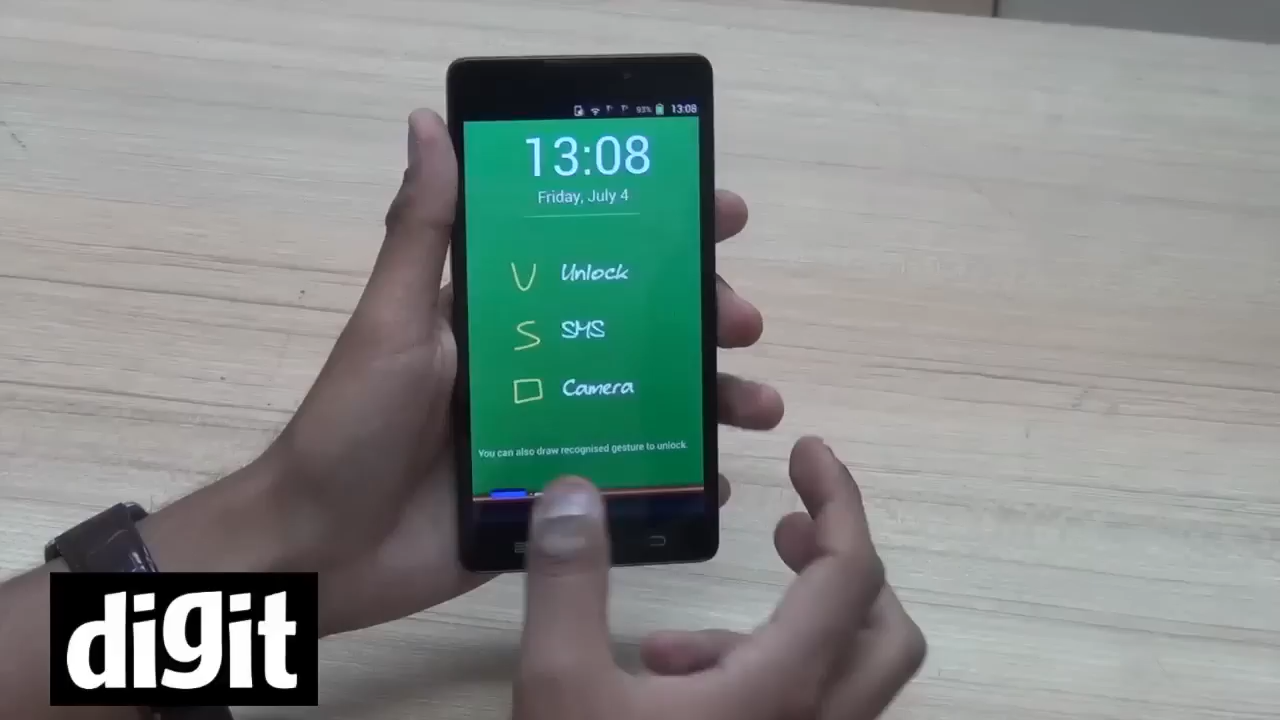 93% 13:08
13:08
Friday, July 4
V Unlock
S SMS
Camera
You can also draw recognised gesture to unlock.
digit